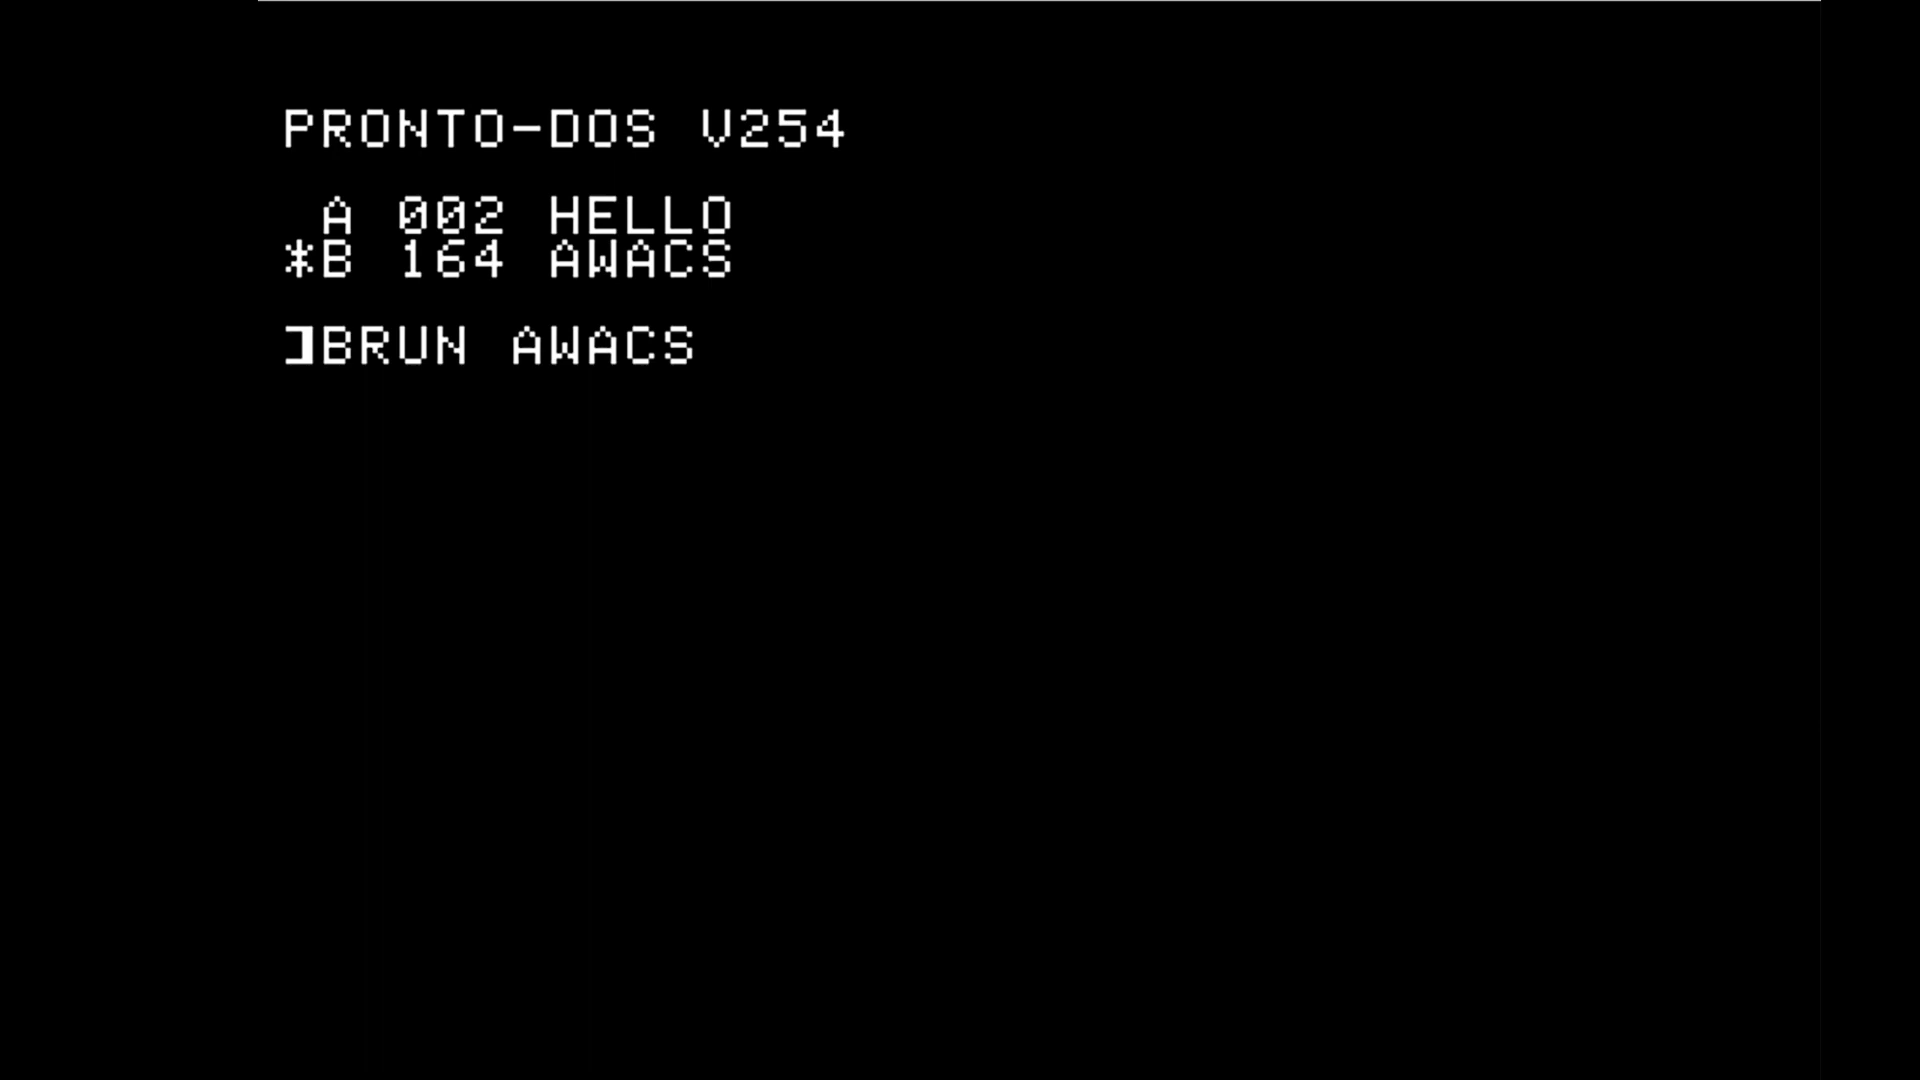 PRONTO-DOS V254
A 002 HELLO
*B 164 AWACS
]BRUN AWACS